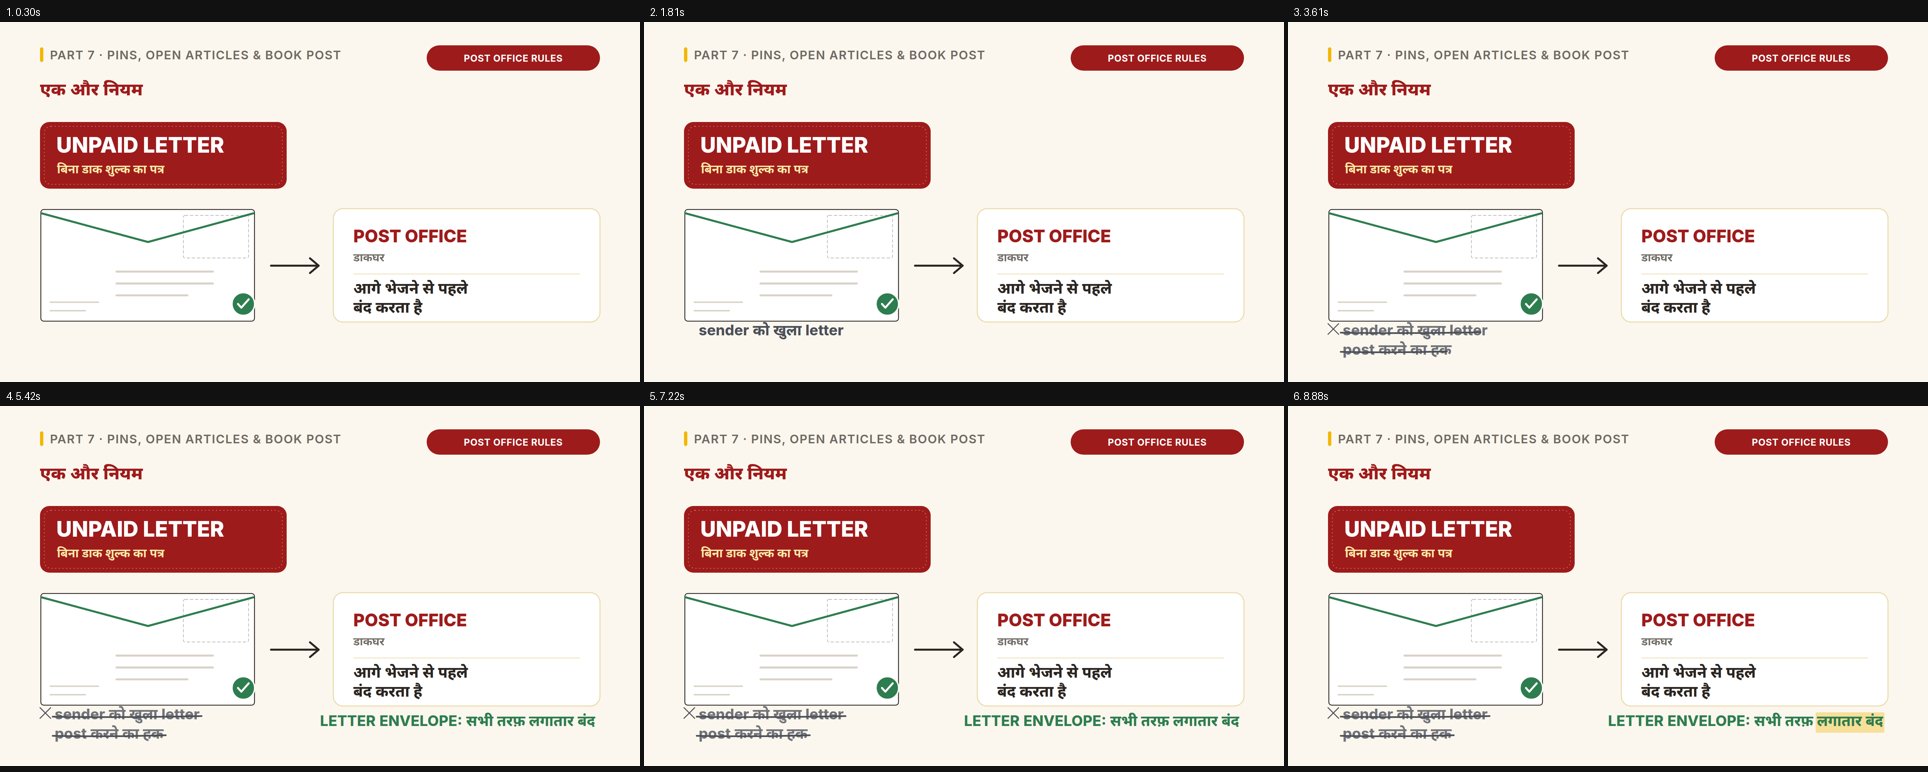 1. 0.30s
PART 7 · PINS, OPEN ARTICLES & BOOK POST
POST OFFICE RULES
एक और नियम
UNPAID LETTER
बिना डाक शुल्क का पत्र
POST OFFICE
डाकघर
आगे भेजने से पहले
बंद करता है
2. 1.81s
PART 7 · PINS, OPEN ARTICLES & BOOK POST
POST OFFICE RULES
एक और नियम
UNPAID LETTER
बिना डाक शुल्क का पत्र
POST OFFICE
डाकघर
आगे भेजने से पहले
बंद करता है
sender को खुला letter
3. 3.61s
PART 7 · PINS, OPEN ARTICLES & BOOK POST
POST OFFICE RULES
एक और नियम
UNPAID LETTER
बिना डाक शुल्क का पत्र
POST OFFICE
डाकघर
आगे भेजने से पहले
बंद करता है
sender को खुला letter
post करने का हक
4. 5.42s
PART 7 · PINS, OPEN ARTICLES & BOOK POST
POST OFFICE RULES
एक और नियम
UNPAID LETTER
बिना डाक शुल्क का पत्र
POST OFFICE
डाकघर
आगे भेजने से पहले
बंद करता है
sender को खुला letter
post करने का हक
LETTER ENVELOPE: सभी तरफ़ लगातार बंद
5. 7.22s
PART 7 · PINS, OPEN ARTICLES & BOOK POST
POST OFFICE RULES
एक और नियम
UNPAID LETTER
बिना डाक शुल्क का पत्र
POST OFFICE
डाकघर
आगे भेजने से पहले
बंद करता है
sender को खुला letter
post करने का हक
LETTER ENVELOPE: सभी तरफ़ लगातार बंद
6. 8.88s
PART 7 · PINS, OPEN ARTICLES & BOOK POST
POST OFFICE RULES
एक और नियम
UNPAID LETTER
बिना डाक शुल्क का पत्र
POST OFFICE
डाकघर
आगे भेजने से पहले
बंद करता है
sender को खुला letter
post करने का हक
LETTER ENVELOPE: सभी तरफ़ लगातार बंद